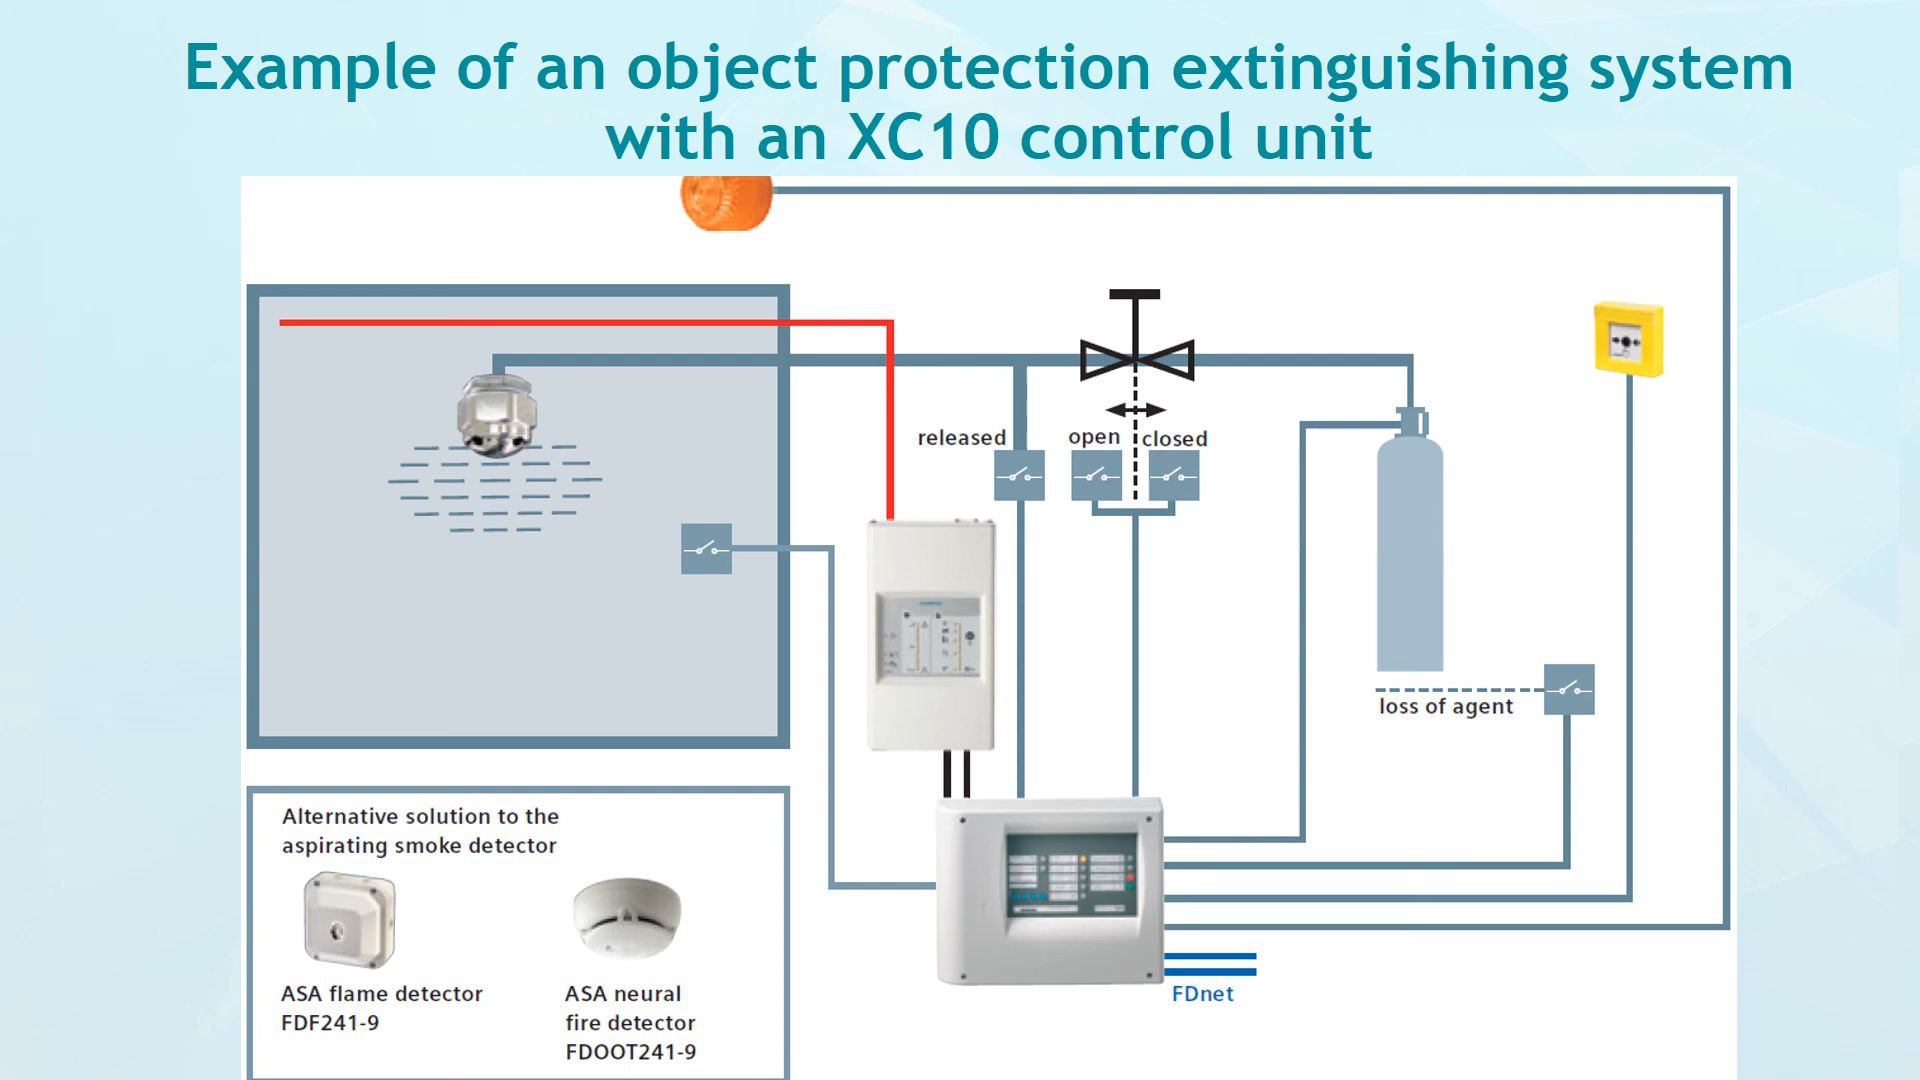 Example of an object protection extinguishing system
with an XC10 control unit
released
open
closed
loss of agent
Alternative solution to the
aspirating smoke detector
ASA flame detector
FDF241-9
ASA neural
fire detector
FDOOT241-9
FDnet